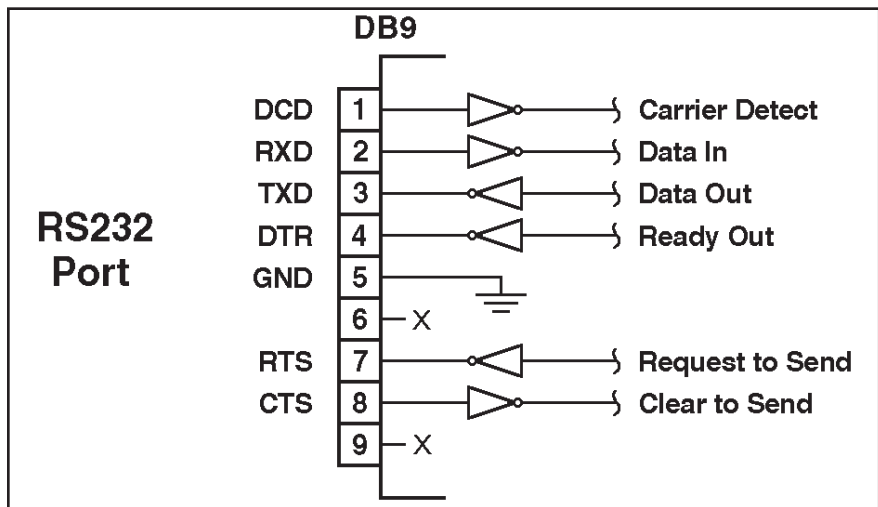 DB9
RS232
Port
DCD 1 Carrier Detect
RXD 2 Data In
TXD 3 Data Out
DTR 4 Ready Out
GND 5
6 X
RTS 7 Request to Send
CTS 8 Clear to Send
9 X